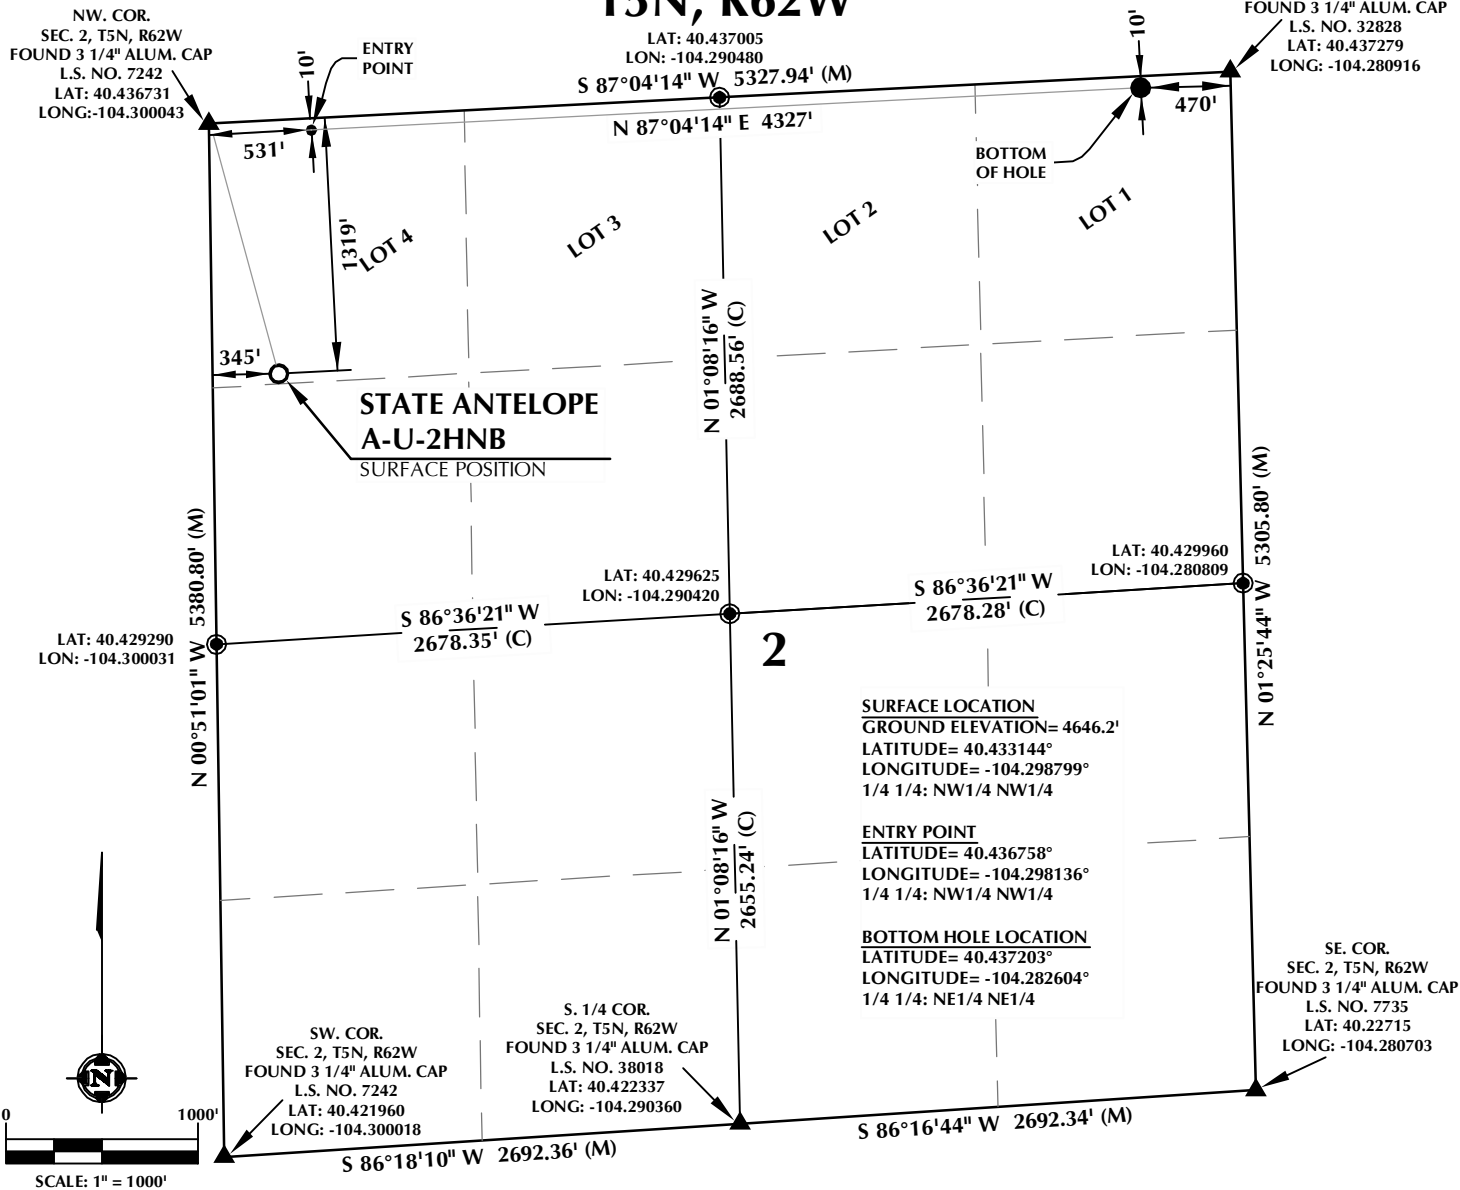 T5N, R62W
NW. COR.
SEC. 2, T5N, R62W
FOUND 3 1/4" ALUM. CAP
L.S. NO. 7242
LAT: 40.436731
LONG:-104.300043
10'
ENTRY
POINT
LAT: 40.437005
LON: -104.290480
S 87°04'14" W 5327.94' (M)
N 87°04'14" E 4327'
10'
FOUND 3 1/4" ALUM. CAP
L.S. NO. 32828
LAT: 40.437279
LON: -104.280916
470'
531'
BOTTOM
OF HOLE
1319'
LOT 4
LOT 3
LOT 2
LOT 1
345'
STATE ANTELOPE
A-U-2HNB
SURFACE POSITION
N 01°08'16" W
2688.56' (C)
N 00°51'01" W 5380.80' (M)
N 01°25'44" W 5305.80' (M)
LAT: 40.429625
LON: -104.290420
LAT: 40.429960
LON: -104.280809
S 86°36'21" W
2678.35' (C)
S 86°36'21" W
2678.28' (C)
LAT: 40.429290
LON: -104.300031
2
SURFACE LOCATION
GROUND ELEVATION= 4646.2'
LATITUDE= 40.433144°
LONGITUDE= -104.298799°
1/4 1/4: NW1/4 NW1/4
ENTRY POINT
LATITUDE= 40.436758°
LONGITUDE= -104.298136°
1/4 1/4: NW1/4 NW1/4
BOTTOM HOLE LOCATION
LATITUDE= 40.437203°
LONGITUDE= -104.282604°
1/4 1/4: NE1/4 NE1/4
N 01°08'16" W
2655.24' (C)
SE. COR.
SEC. 2, T5N, R62W
FOUND 3 1/4" ALUM. CAP
L.S. NO. 7735
LAT: 40.22715
LONG: -104.280703
S. 1/4 COR.
SEC. 2, T5N, R62W
FOUND 3 1/4" ALUM. CAP
L.S. NO. 38018
LAT: 40.422337
LONG: -104.290360
SW. COR.
SEC. 2, T5N, R62W
FOUND 3 1/4" ALUM. CAP
L.S. NO. 7242
LAT: 40.421960
LONG: -104.300018
N
0 1000'
SCALE: 1" = 1000'
S 86°18'10" W 2692.36' (M)
S 86°16'44" W 2692.34' (M)